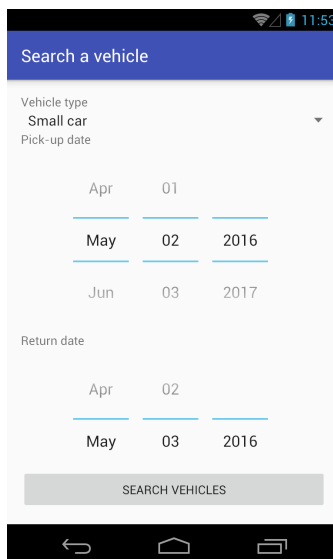 11:53
Search a vehicle
Vehicle type
Small car
Pick-up date
Apr 01
May 02 2016
Jun 03 2017
Return date
Apr 02
May 03 2016
SEARCH VEHICLES